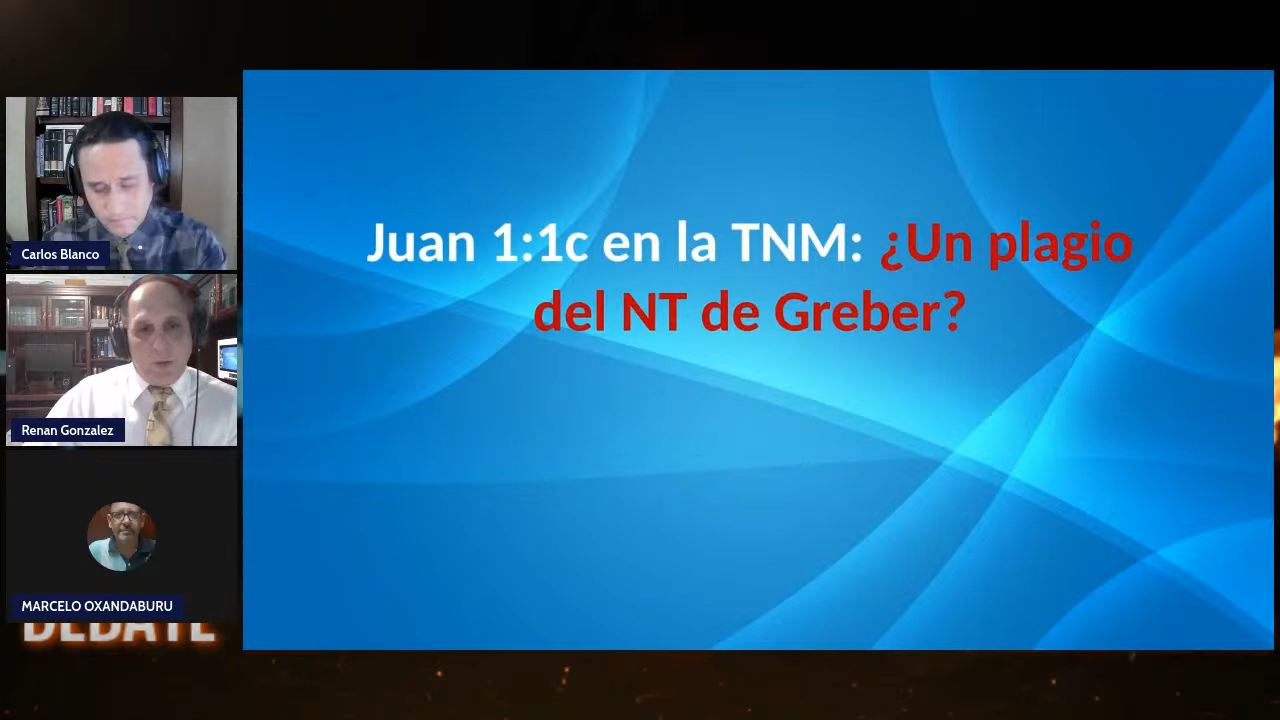 Carlos Blanco
Renan Gonzalez
MARCELO OXANDABURU
DEBATE
Juan 1:1c en la TNM: ¿Un plagio
del NT de Greber?